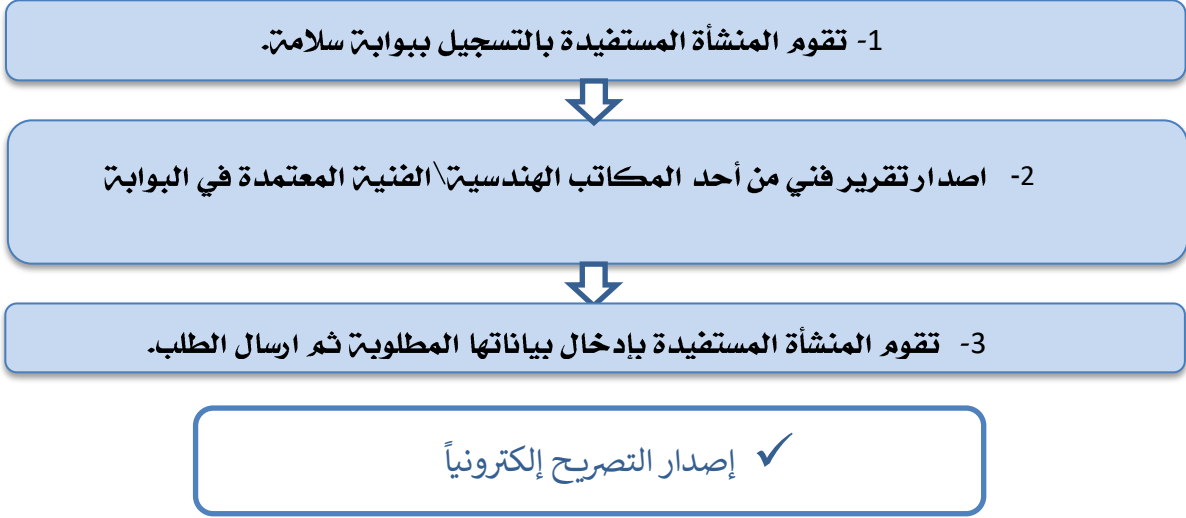 1- تقوم المنشأة المستفيدة بالتسجيل ببوابة سلامة.
2- اصدار تقرير فني من أحد المكاتب الهندسية\الفنية المعتمدة في البوابة
3- تقوم المنشأة المستفيدة بإدخال بياناتها المطلوبة ثم ارسال الطلب.
✓ إصدار التصريح إلكترونياً